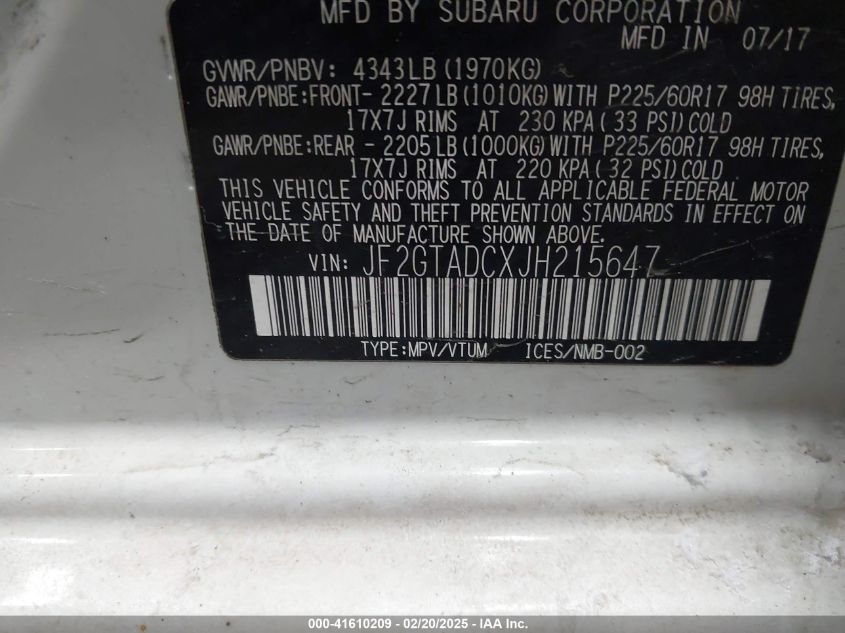 MFD BY SUBARU CORPORATION
MFD IN 07/17
GVWR/PNBV: 4343LB (1970KG)
GAWR/PNBE:FRONT- 2227LB (1010KG) WITH P225/60R17 98H TIRES,
17X7J RIMS AT 230 KPA ( 33 PSI) COLD
GAWR/PNBE:REAR - 2205LB (1000KG) WITH P225/60R17 98H TIRES,
17X7J RIMS AT 220 KPA ( 32 PSI) COLD
THIS VEHICLE CONFORMS TO ALL APPLICABLE FEDERAL MOTOR
VEHICLE SAFETY AND THEFT PREVENTION STANDARDS IN EFFECT ON
THE DATE OF MANUFACTURE SHOWN ABOVE.
VIN: JF2GTADCXJH215647
TYPE:MPV/VTUM ICES/NMB-002
000-41610209 - 02/20/2025 - IAA Inc.